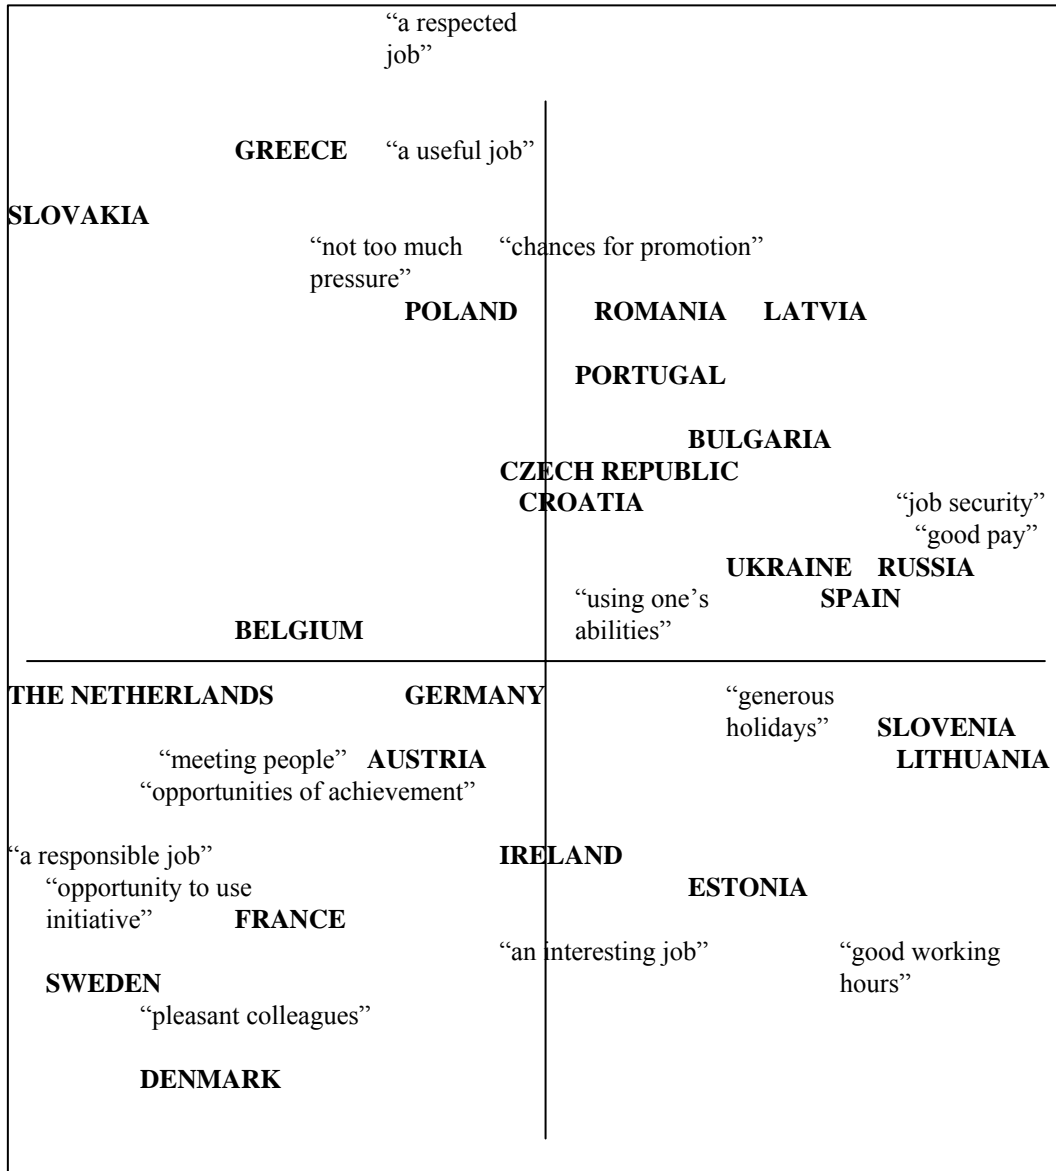 “a respected
job”
GREECE “a useful job”
SLOVAKIA
“not too much “chances for promotion”
pressure”
POLAND ROMANIA LATVIA
PORTUGAL
BULGARIA
CZECH REPUBLIC
CROATIA “job security”
“good pay”
UKRAINE RUSSIA
“using one’s SPAIN
BELGIUM abilities”
THE NETHERLANDS GERMANY “generous
holidays” SLOVENIA
“meeting people” AUSTRIA LITHUANIA
“opportunities of achievement”
“a responsible job” IRELAND
“opportunity to use ESTONIA
initiative” FRANCE
“an interesting job” “good working
SWEDEN hours”
“pleasant colleagues”
DENMARK